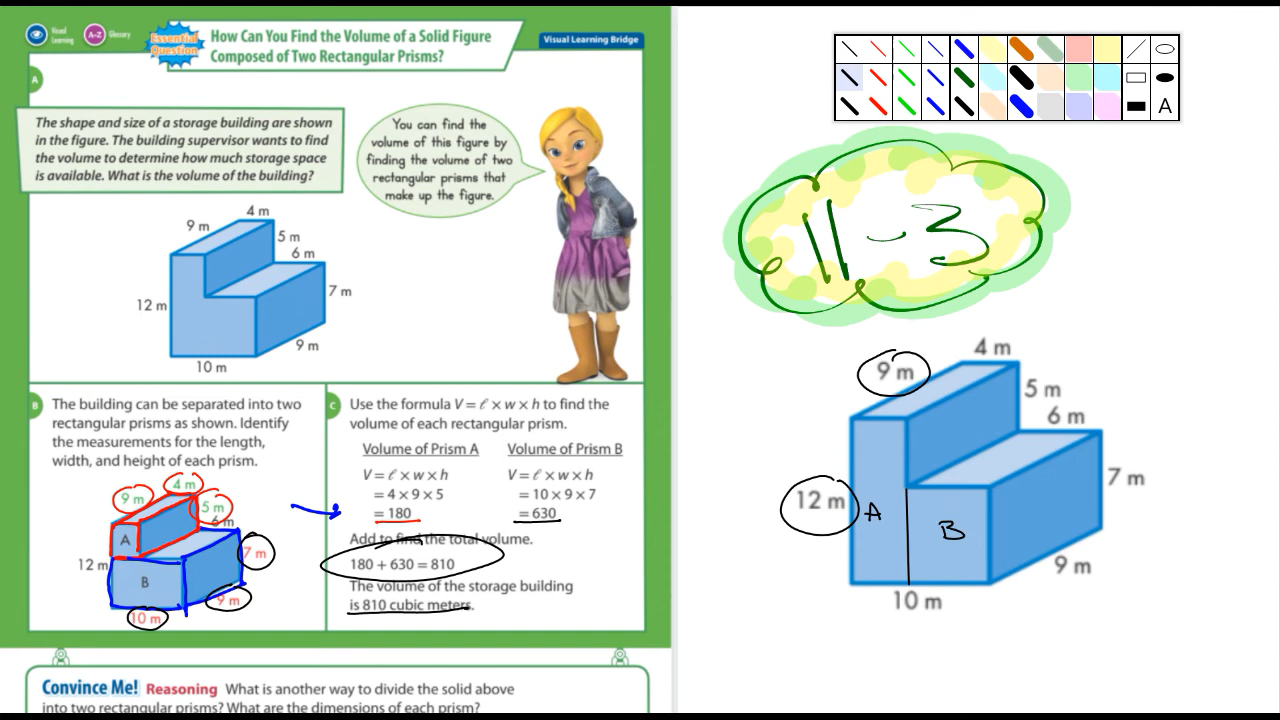 Visual
Learning
A-Z
Glossary
Essential
Question
How Can You Find the Volume of a Solid Figure
Composed of Two Rectangular Prisms?
Visual Learning Bridge
A
The shape and size of a storage building are shown
in the figure. The building supervisor wants to find
the volume to determine how much storage space
is available. What is the volume of the building?
You can find the
volume of this figure by
finding the volume of two
rectangular prisms that
make up the figure.
4 m
9 m
5 m
6 m
12 m
7 m
9 m
10 m
B
The building can be separated into two
rectangular prisms as shown. Identify
the measurements for the length,
width, and height of each prism.
4 m
9 m
5 m
6 m
A
7 m
12 m
B
9 m
10 m
C
Use the formula V = ℓ × w × h to find the
volume of each rectangular prism.
Volume of Prism A
V = ℓ × w × h
= 4 × 9 × 5
= 180
Volume of Prism B
V = ℓ × w × h
= 10 × 9 × 7
= 630
Add to find the total volume.
180 + 630 = 810
The volume of the storage building
is 810 cubic meters.
Convince Me! Reasoning What is another way to divide the solid above
into two rectangular prisms? What are the dimensions of each prism?
A
11-3
4 m
9 m
5 m
6 m
7 m
12 m
A
B
9 m
10 m